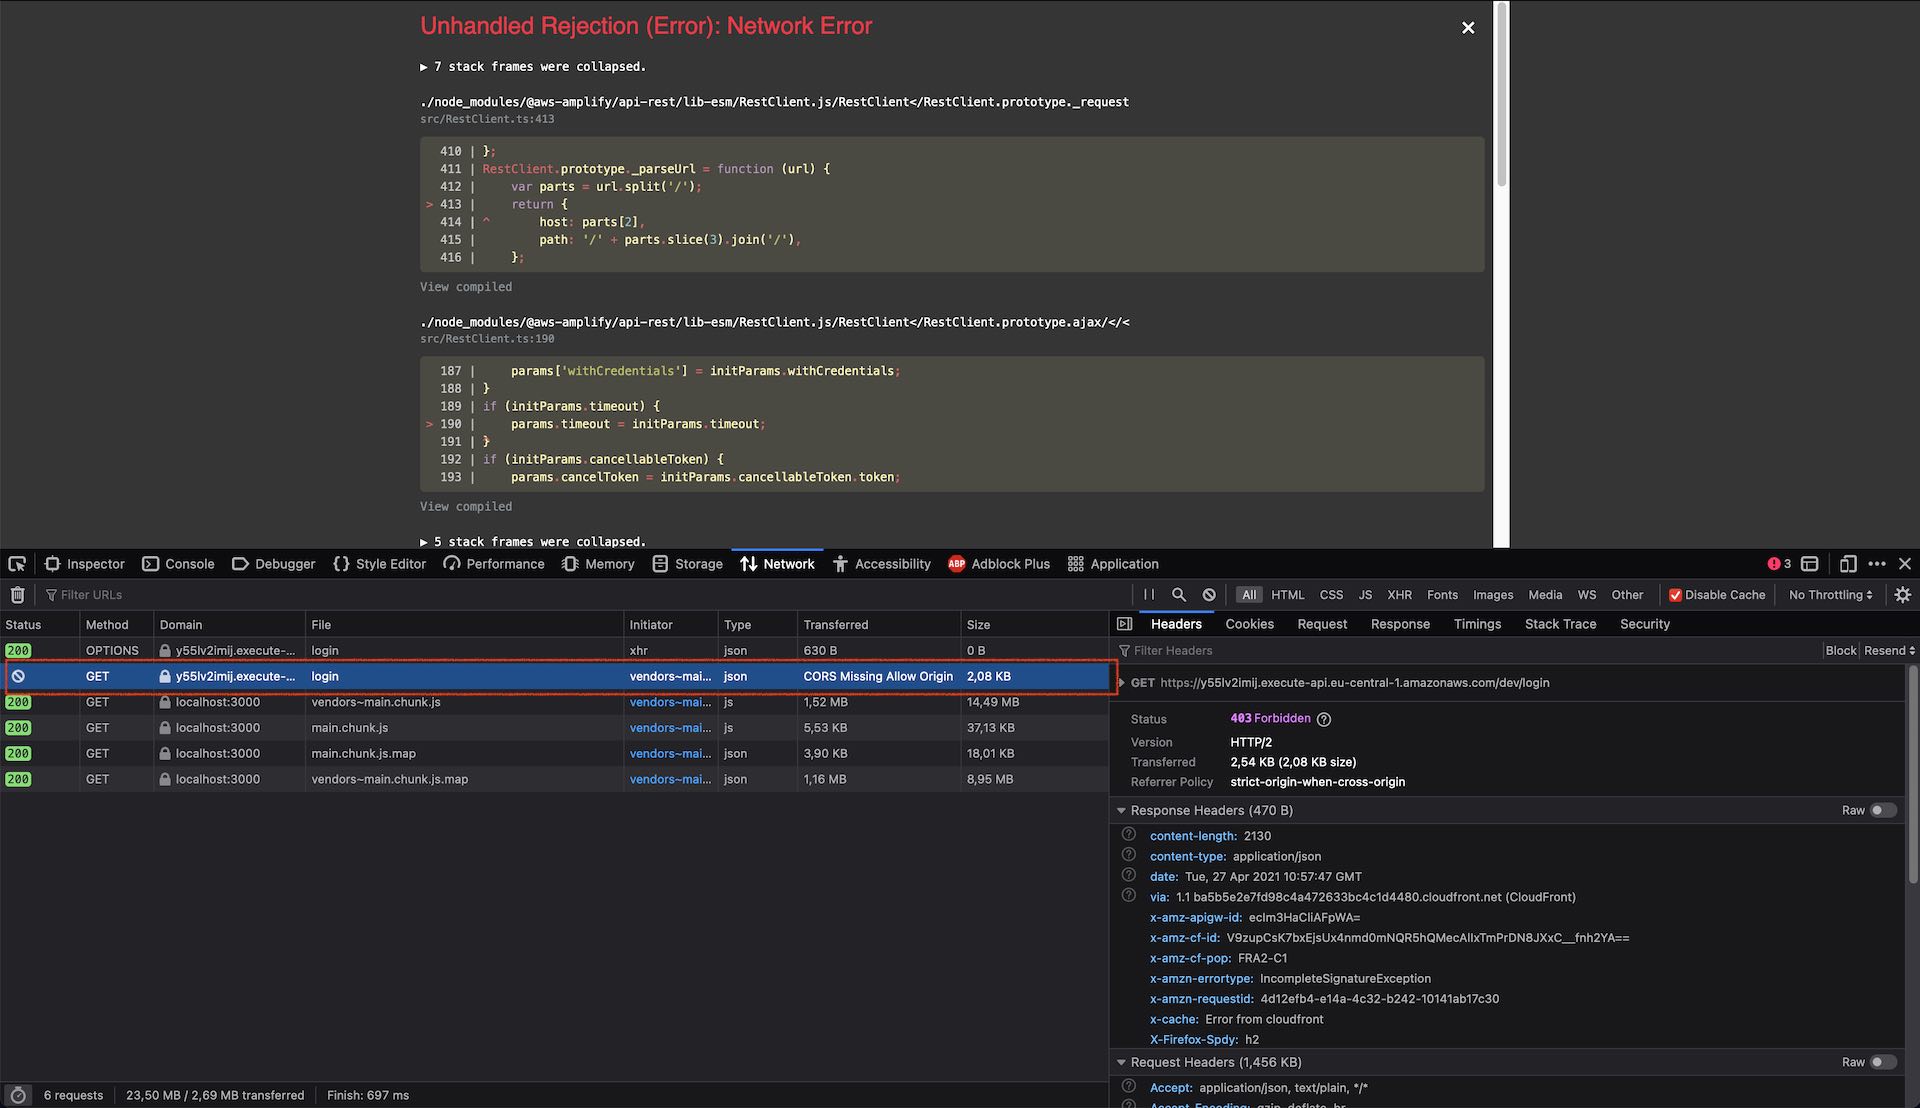 Unhandled Rejection (Error): Network Error
×
▶ 7 stack frames were collapsed.
./node_modules/@aws-amplify/api-rest/lib-esm/RestClient.js/RestClient</RestClient.prototype._request
src/RestClient.ts:413
410 | };
411 | RestClient.prototype._parseUrl = function (url) {
412 |     var parts = url.split('/');
> 413 |     return {
414 | ^       host: parts[2],
415 |         path: '/' + parts.slice(3).join('/'),
416 |     };
View compiled
./node_modules/@aws-amplify/api-rest/lib-esm/RestClient.js/RestClient</RestClient.prototype.ajax/</<
src/RestClient.ts:190
187 |     params['withCredentials'] = initParams.withCredentials;
188 | }
189 | if (initParams.timeout) {
> 190 |     params.timeout = initParams.timeout;
191 | }
192 | if (initParams.cancellableToken) {
193 |     params.cancelToken = initParams.cancellableToken.token;
View compiled
▶ 5 stack frames were collapsed.
Inspector Console Debugger Style Editor Performance Memory Storage Network Accessibility ABP Adblock Plus Application 3
Filter URLs All HTML CSS JS XHR Fonts Images Media WS Other Disable Cache No Throttling
Status Method Domain File Initiator Type Transferred Size
200 OPTIONS y55lv2imij.execute-... login xhr json 630 B 0 B
GET y55lv2imij.execute-... login vendors~mai... json CORS Missing Allow Origin 2,08 KB
200 GET localhost:3000 vendors~main.chunk.js vendors~mai... js 1,52 MB 14,49 MB
200 GET localhost:3000 main.chunk.js vendors~mai... js 5,53 KB 37,13 KB
200 GET localhost:3000 main.chunk.js.map vendors~mai... json 3,90 KB 18,01 KB
200 GET localhost:3000 vendors~main.chunk.js.map vendors~mai... json 1,16 MB 8,95 MB
Headers Cookies Request Response Timings Stack Trace Security
Filter Headers Block Resend
GET https://y55lv2imij.execute-api.eu-central-1.amazonaws.com/dev/login
Status 403 Forbidden ?
Version HTTP/2
Transferred 2,54 KB (2,08 KB size)
Referrer Policy strict-origin-when-cross-origin
Response Headers (470 B) Raw
? content-length: 2130
? content-type: application/json
? date: Tue, 27 Apr 2021 10:57:47 GMT
? via: 1.1 ba5b5e2e7fd98c4a472633bc4c1d4480.cloudfront.net (CloudFront)
x-amz-apigw-id: eclm3HaCliAFpWA=
x-amz-cf-id: V9zupCsK7bxEjsUx4nmd0mNQR5hQMecAlIxTmPrDN8JXxC__fnh2YA==
x-amz-cf-pop: FRA2-C1
x-amzn-errortype: IncompleteSignatureException
x-amzn-requestid: 4d12efb4-e14a-4c32-b242-10141ab17c30
x-cache: Error from cloudfront
X-Firefox-Spdy: h2
Request Headers (1,456 KB) Raw
? Accept: application/json, text/plain, */*
? Accept-Encoding: gzip, deflate, br
6 requests 23,50 MB / 2,69 MB transferred Finish: 697 ms